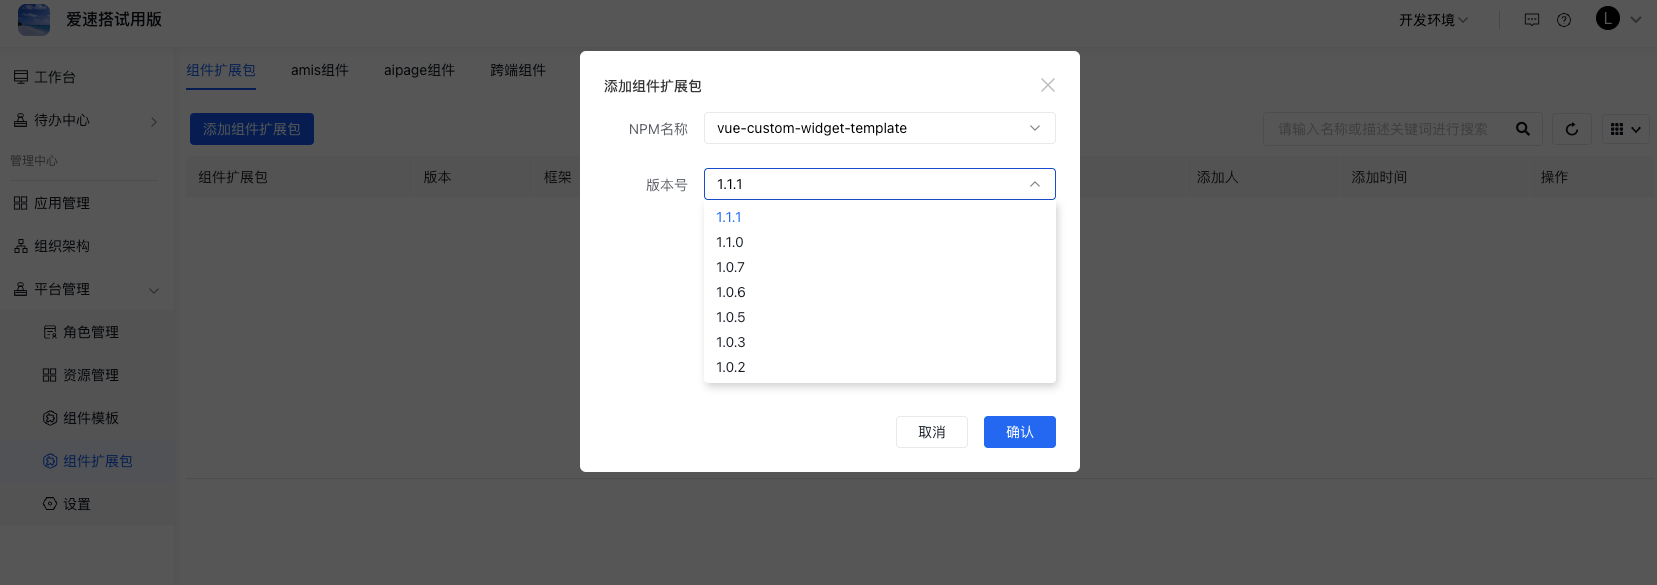 爱速搭试用版
开发环境
L
工作台
待办中心
管理中心
应用管理
组织架构
平台管理
角色管理
资源管理
组件模板
组件扩展包
设置
组件扩展包 amis组件 aipage组件 跨端组件
添加组件扩展包
请输入名称或描述关键词进行搜索
组件扩展包 版本 框架 添加人 添加时间 操作
添加组件扩展包
NPM名称 vue-custom-widget-template
版本号 1.1.1
1.1.1
1.1.0
1.0.7
1.0.6
1.0.5
1.0.3
1.0.2
取消 确认